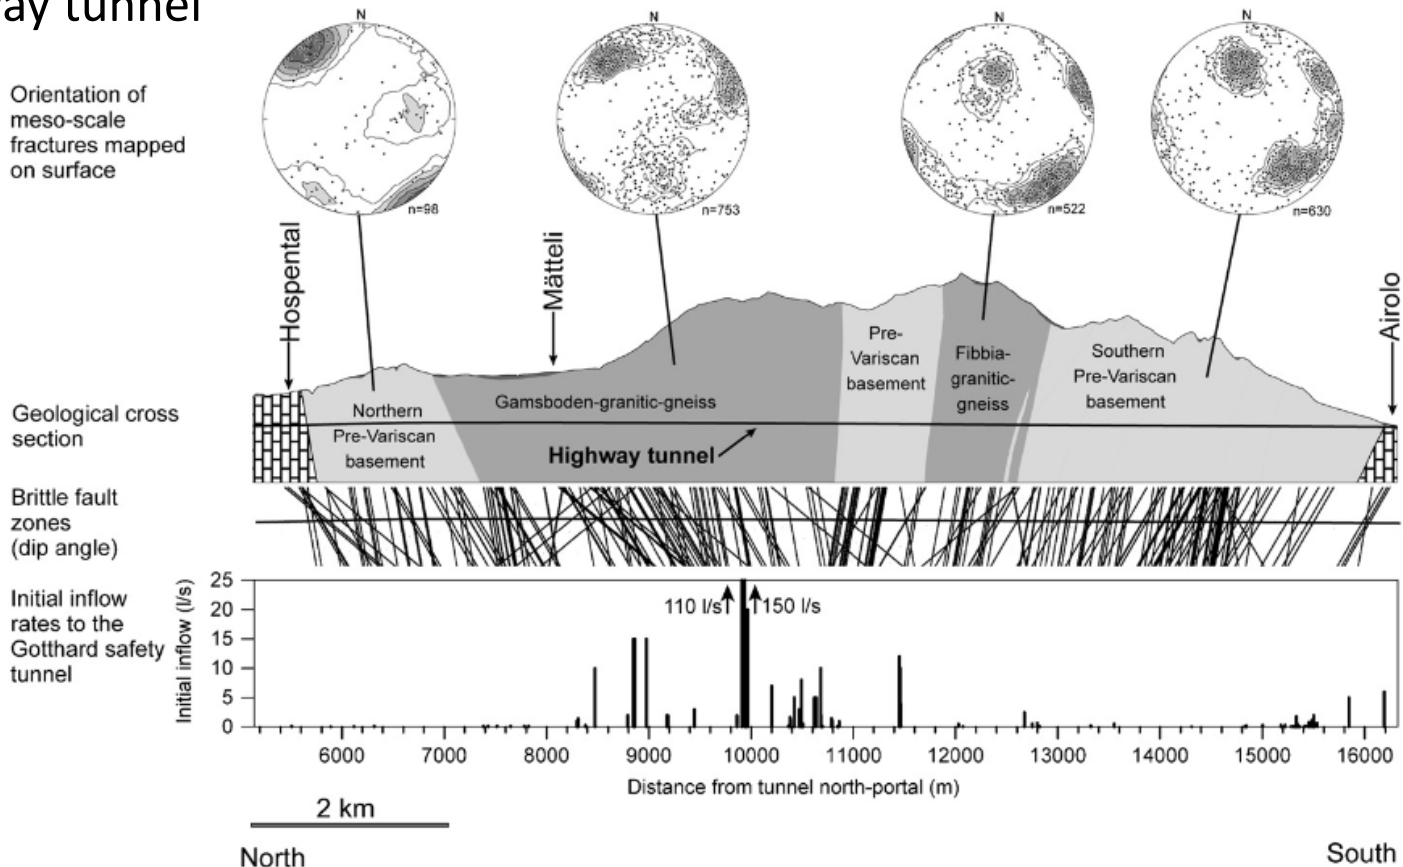 ay tunnel
N
N
N
N
Orientation of
meso-scale
fractures mapped
on surface
n=98
n=753
n=522
n=630
Hospental
Mätteli
Airolo
Geological cross
section
Northern
Pre-Variscan
basement
Gamsboden-granitic-gneiss
Highway tunnel
Pre-
Variscan
basement
Fibbia-
granitic-
gneiss
Southern
Pre-Variscan
basement
Brittle fault
zones
(dip angle)
Initial inflow
rates to the
Gotthard safety
tunnel
Initial inflow (l/s)
25
20
15
10
5
0
110 l/s
150 l/s
6000 7000 8000 9000 10000 11000 12000 13000 14000 15000 16000
Distance from tunnel north-portal (m)
2 km
North
South